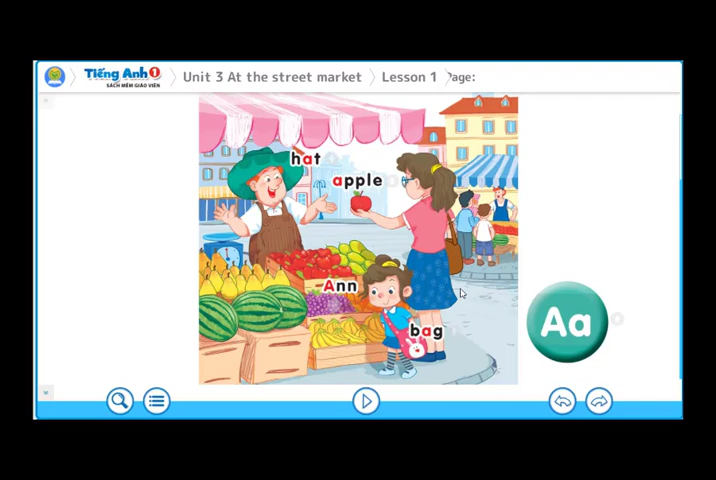 Tiếng Anh 1
SÁCH MỀM GIÁO VIÊN
Unit 3 At the street market
Lesson 1
Page:
hat
apple
Ann
bag
Aa